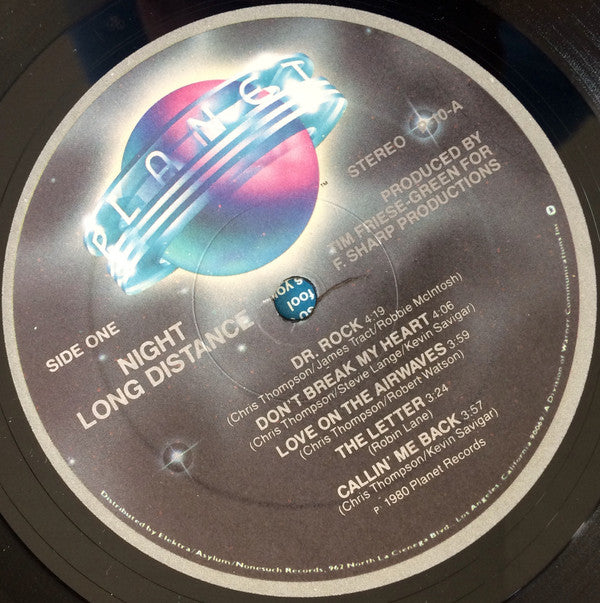 PLANET
™
STEREO
10-A
PRODUCED BY
TIM FRIESE-GREEN FOR
F. SHARP PRODUCTIONS
SIDE ONE
NIGHT
LONG DISTANCE
DR. ROCK 4:19
(Chris Thompson/James Tract/Robbie McIntosh)
DON'T BREAK MY HEART 4:06
(Chris Thompson/Stevie Lange/Kevin Savigar)
LOVE ON THE AIRWAVES 3:59
(Chris Thompson/Robert Watson)
THE LETTER 3:24
(Robin Lane)
CALLIN' ME BACK 3:57
(Chris Thompson/Kevin Savigar)
P 1980 Planet Records
Distributed by Elektra/Asylum/Nonesuch Records, 962 North La Cienega Blvd., Los Angeles, California 90069. A Division of Warner Communications Inc.
fool